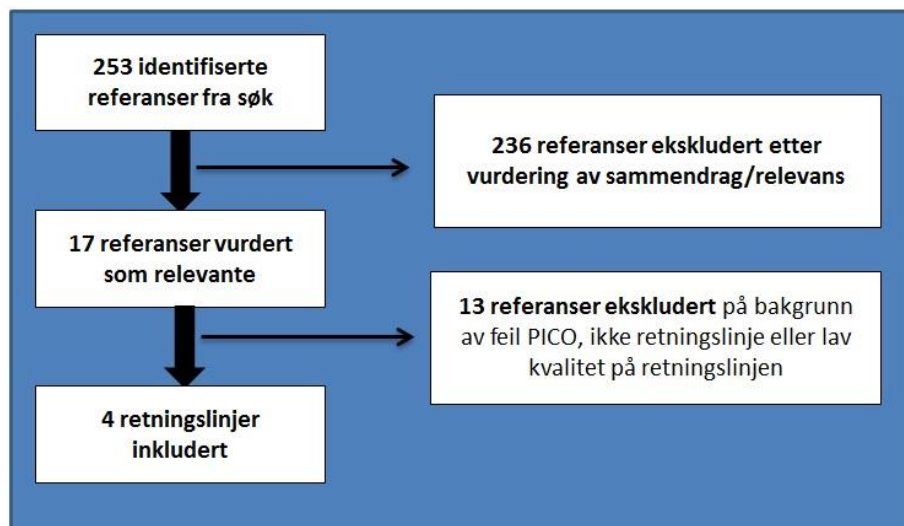 253 identifiserte
referanser fra søk
236 referanser ekskludert etter
vurdering av sammendrag/relevans
17 referanser vurdert
som relevante
13 referanser ekskludert på bakgrunn
av feil PICO, ikke retningslinje eller lav
kvalitet på retningslinjen
4 retningslinjer
inkludert